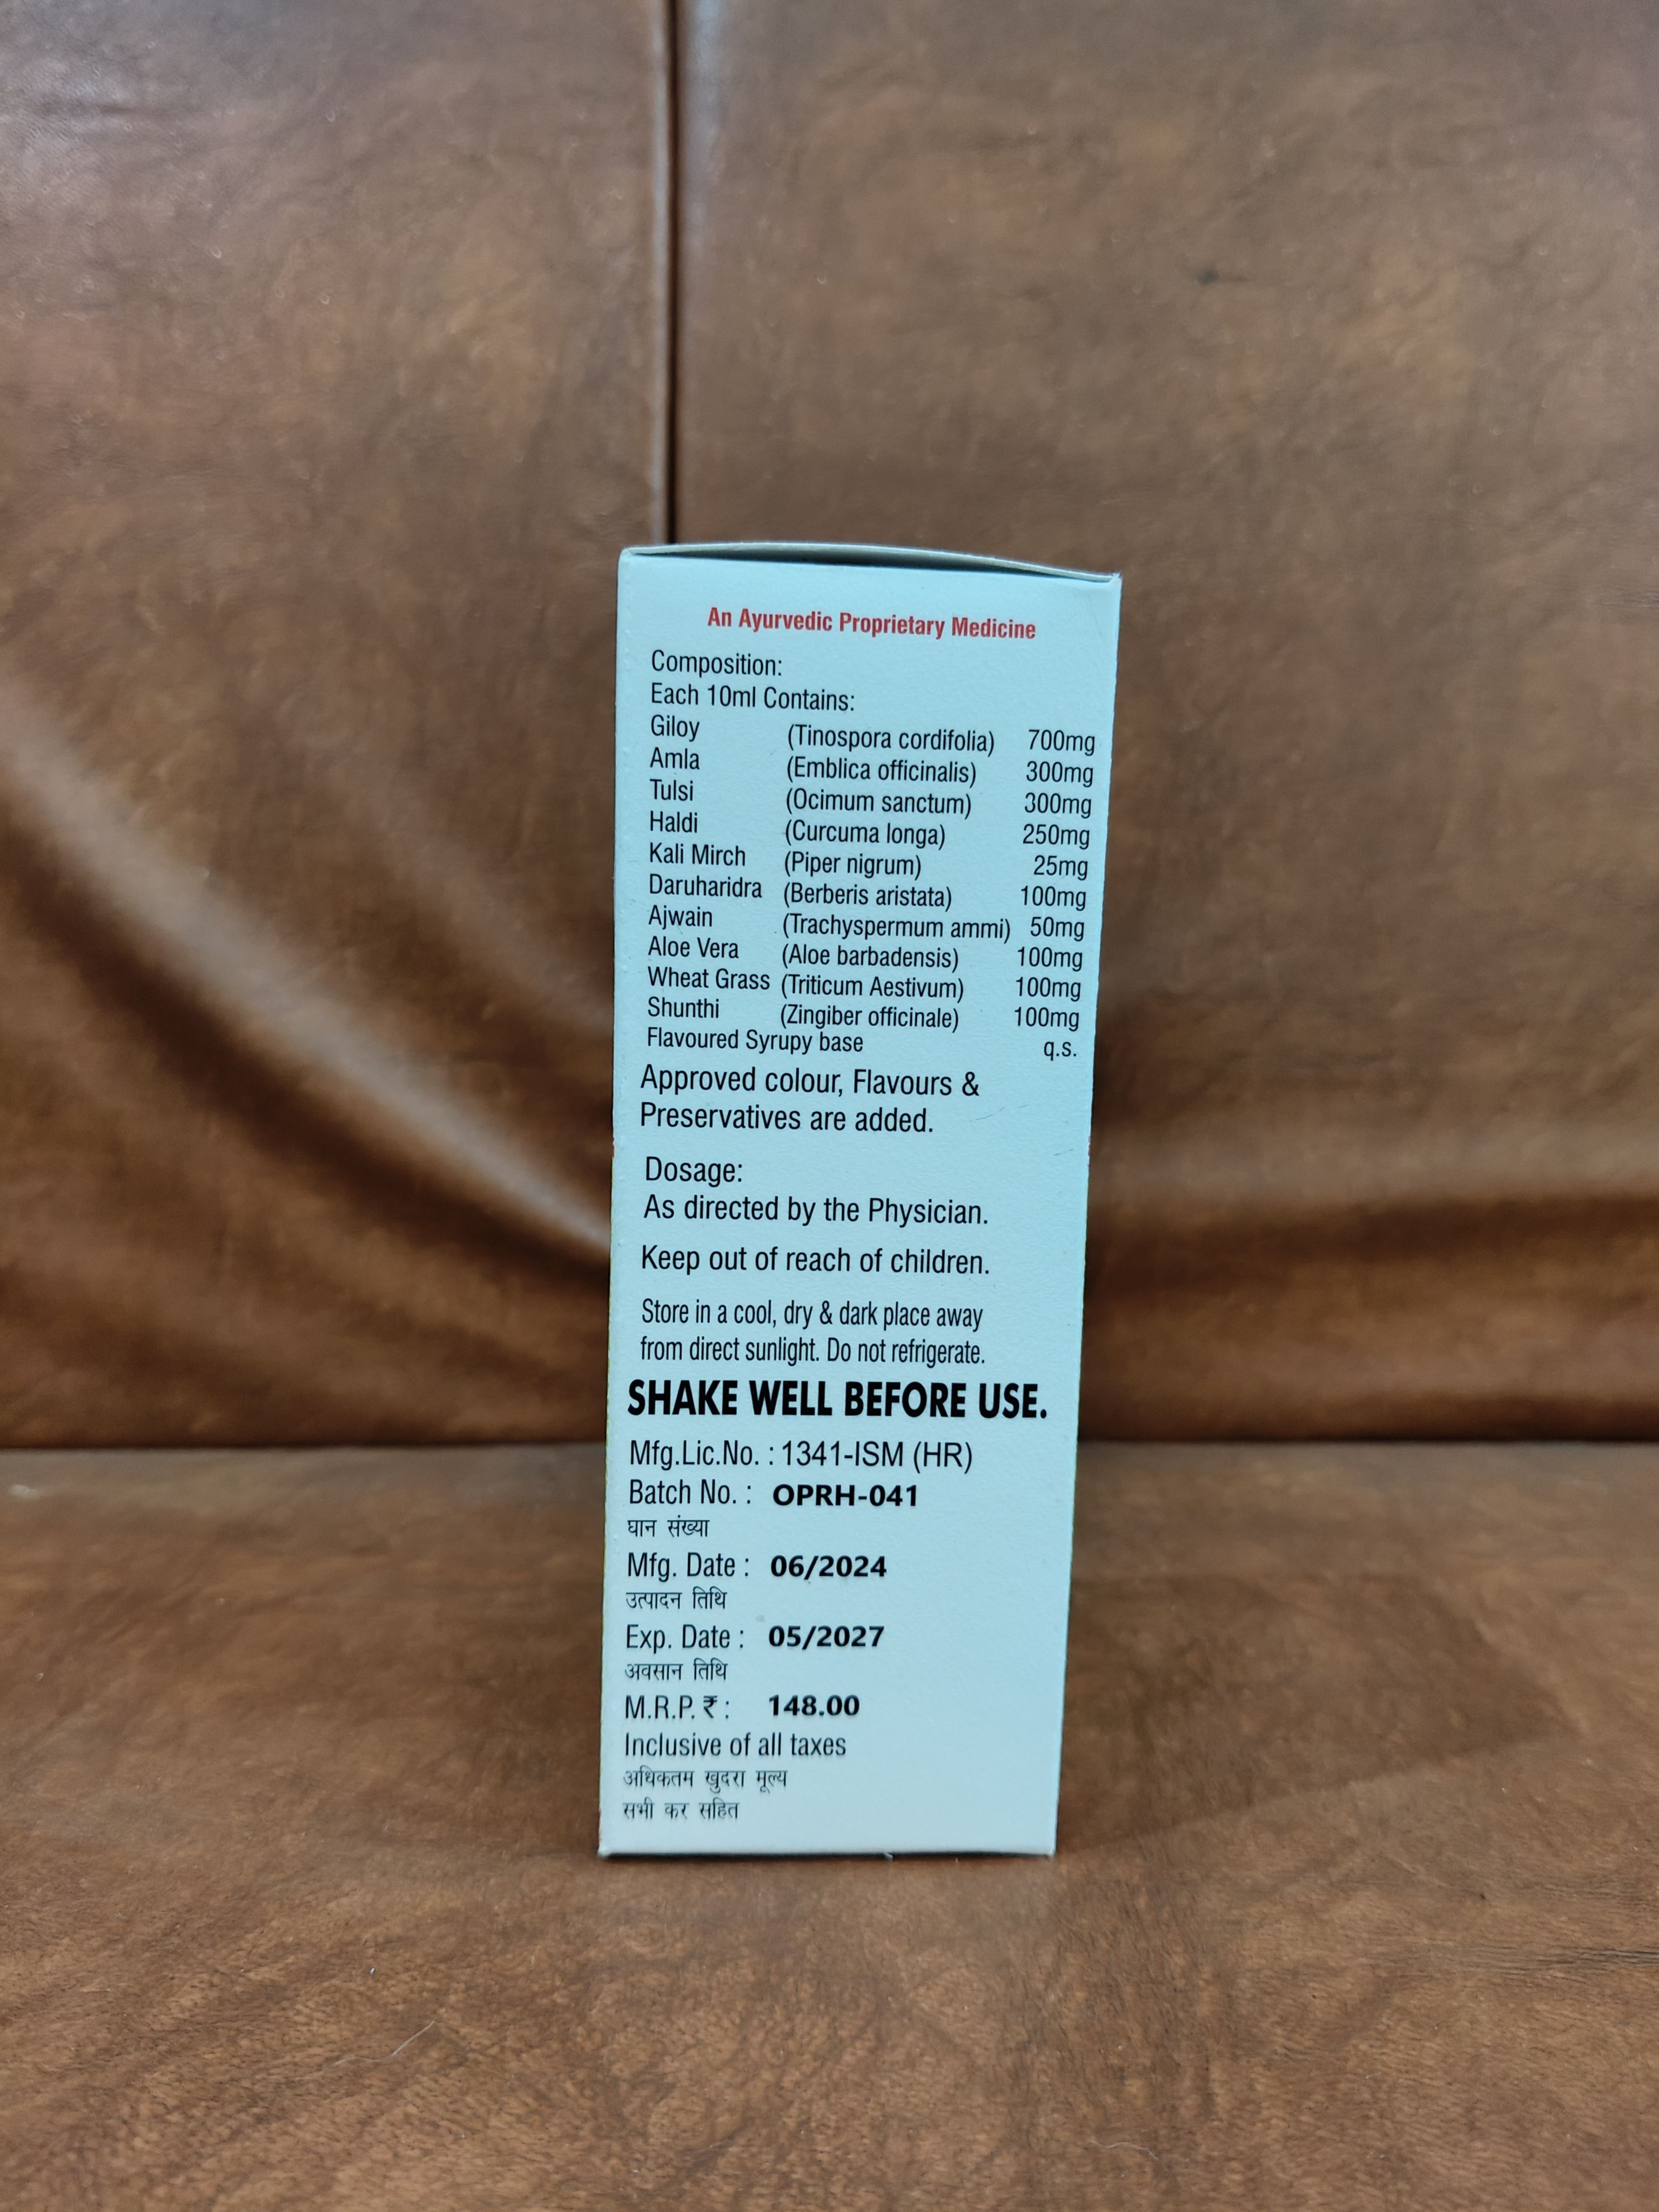 An Ayurvedic Proprietary Medicine
Composition:
Each 10ml Contains:
Giloy (Tinospora cordifolia) 700mg
Amla (Emblica officinalis) 300mg
Tulsi (Ocimum sanctum) 300mg
Haldi (Curcuma longa) 250mg
Kali Mirch (Piper nigrum) 25mg
Daruharidra (Berberis aristata) 100mg
Ajwain (Trachyspermum ammi) 50mg
Aloe Vera (Aloe barbadensis) 100mg
Wheat Grass (Triticum Aestivum) 100mg
Shunthi (Zingiber officinale) 100mg
Flavoured Syrupy base q.s.
Approved colour, Flavours &
Preservatives are added.
Dosage:
As directed by the Physician.
Keep out of reach of children.
Store in a cool, dry & dark place away
from direct sunlight. Do not refrigerate.
SHAKE WELL BEFORE USE.
Mfg.Lic.No. : 1341-ISM (HR)
Batch No. : OPRH-041
घान संख्या
Mfg. Date : 06/2024
उत्पादन तिथि
Exp. Date : 05/2027
अवसान तिथि
M.R.P. ₹ : 148.00
Inclusive of all taxes
अधिकतम खुदरा मूल्य
सभी कर सहित